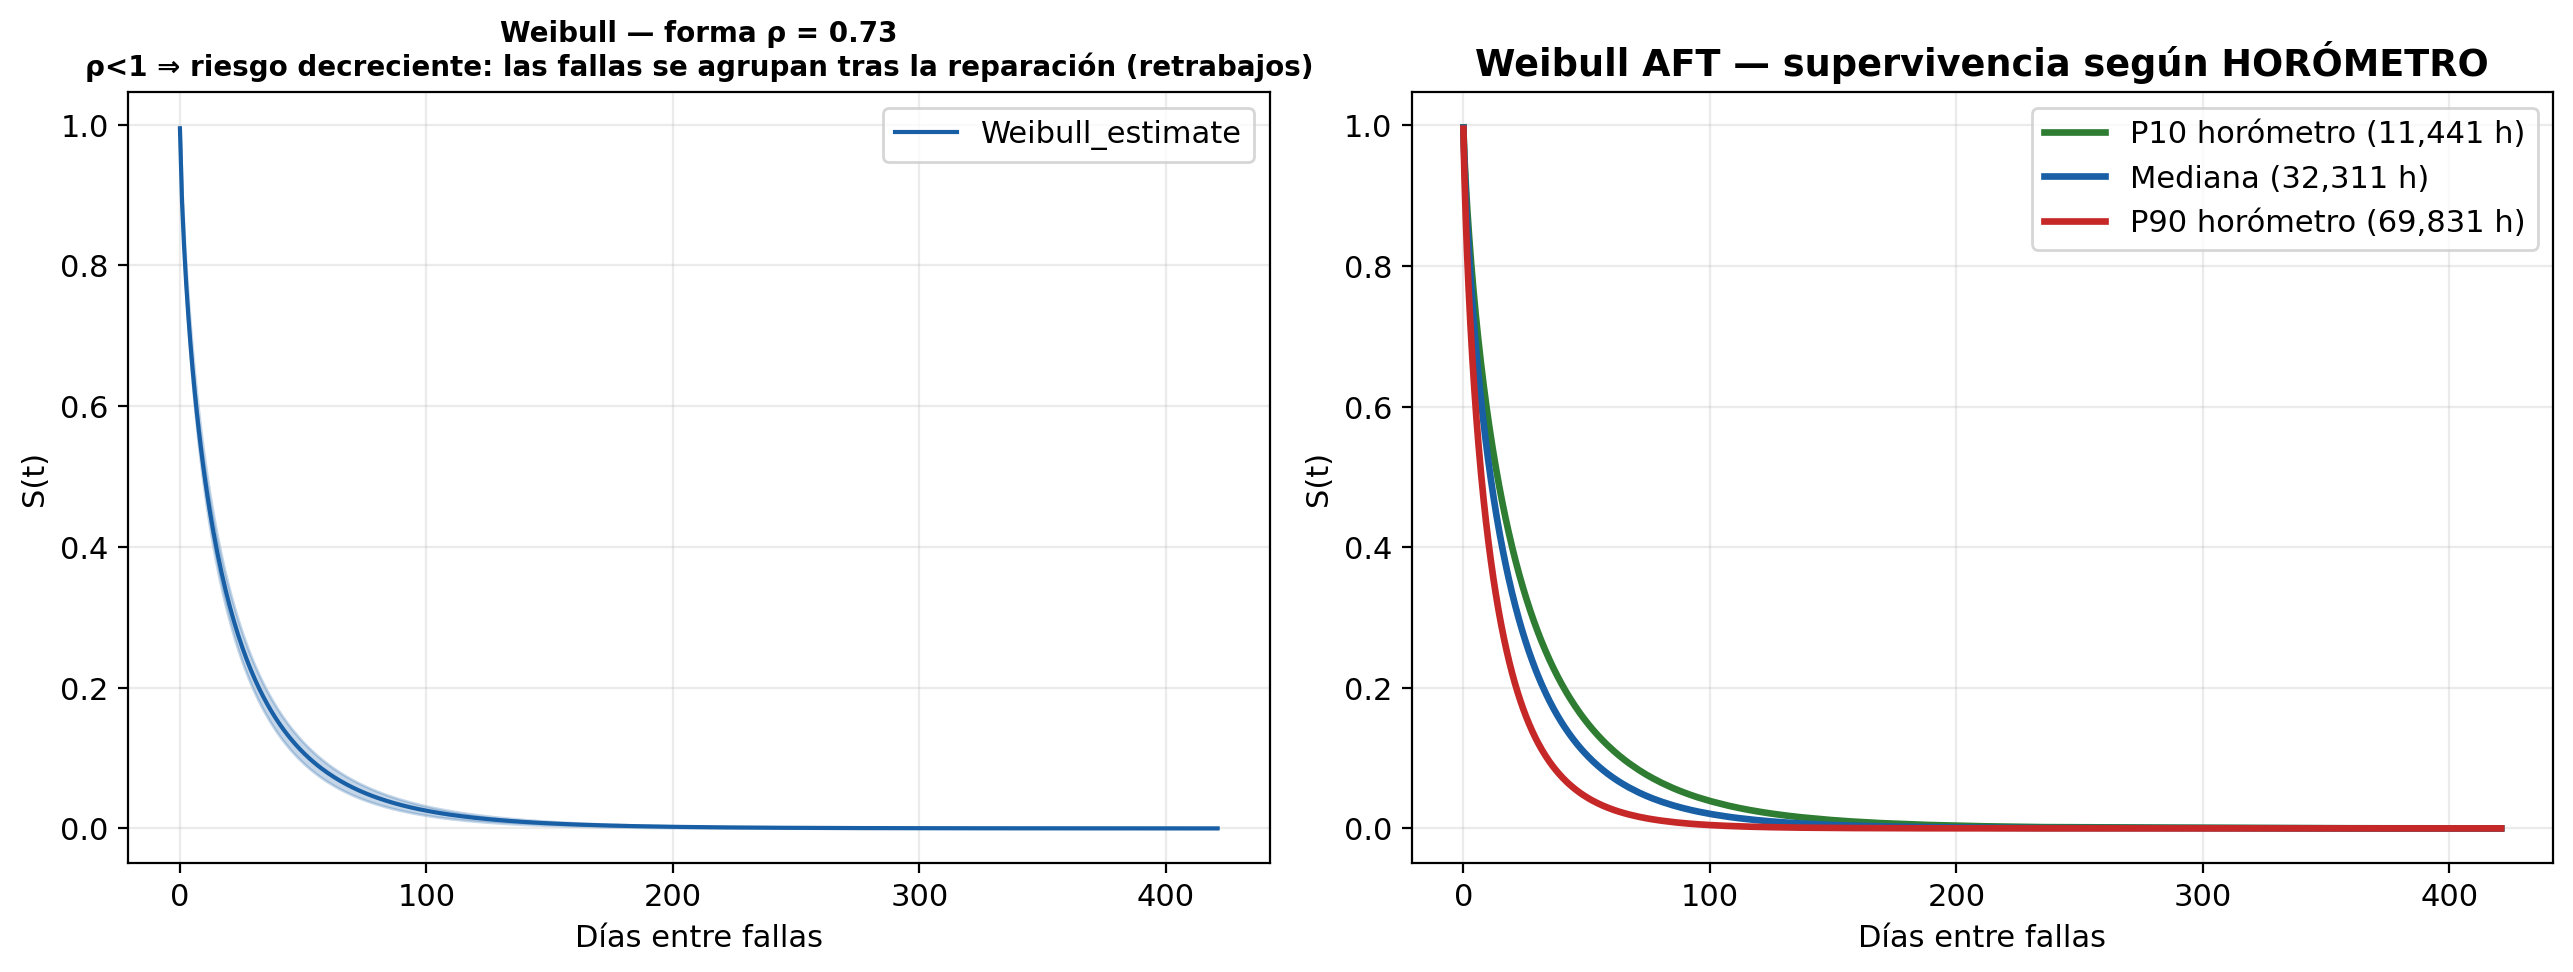 Weibull — forma ρ = 0.73
ρ<1 ⇒ riesgo decreciente: las fallas se agrupan tras la reparación (retrabajos)
Weibull_estimate
1.0
0.8
0.6
0.4
0.2
0.0
S(t)
0 100 200 300 400
Días entre fallas
Weibull AFT — supervivencia según HORÓMETRO
P10 horómetro (11,441 h)
Mediana (32,311 h)
P90 horómetro (69,831 h)
1.0
0.8
0.6
0.4
0.2
0.0
S(t)
0 100 200 300 400
Días entre fallas